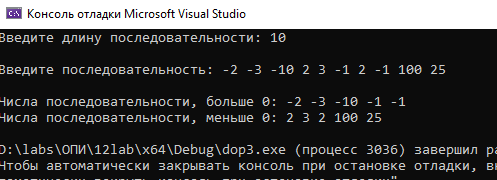 Консоль отладки Microsoft Visual Studio
Введите длину последовательности: 10
Введите последовательность: -2 -3 -10 2 3 -1 2 -1 100 25
Числа последовательности, больше 0: -2 -3 -10 -1 -1
Числа последовательности, меньше 0: 2 3 2 100 25
D:\labs\ОПИ\12lab\x64\Debug\dop3.exe (процесс 3036) завершил
Чтобы автоматически закрывать консоль при остановке отладки,